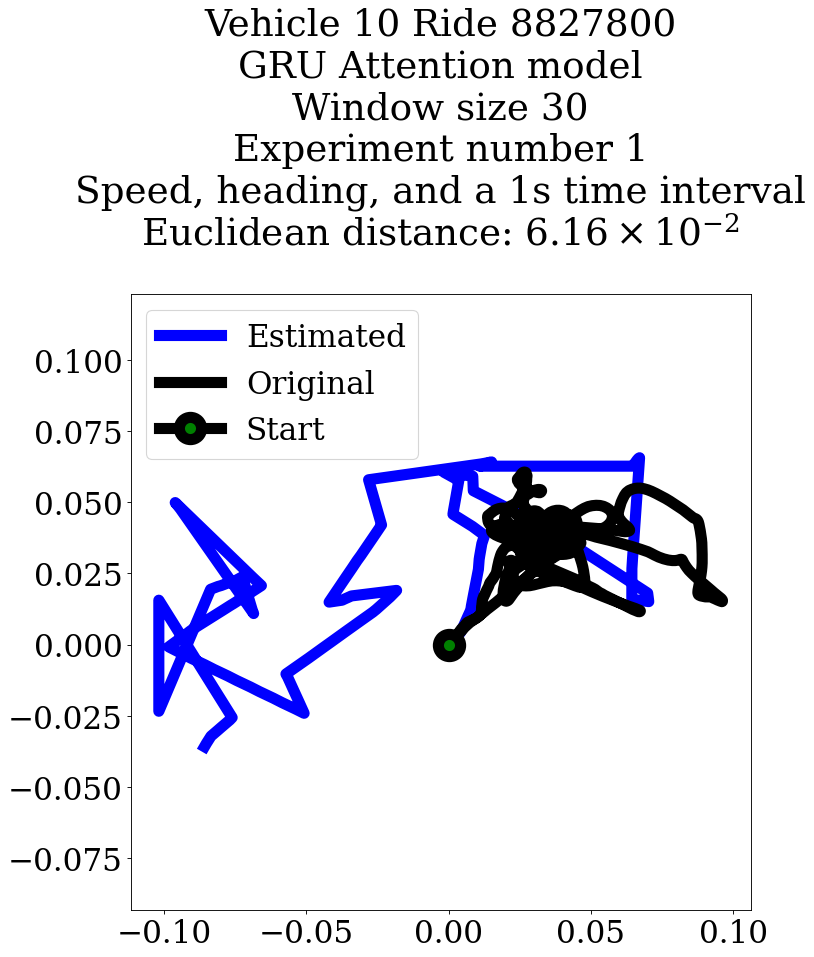 Vehicle 10 Ride 8827800
GRU Attention model
Window size 30
Experiment number 1
Speed, heading, and a 1s time interval
Euclidean distance: 6.16 × 10⁻²
Estimated
Original
Start
0.100
0.075
0.050
0.025
0.000
−0.025
−0.050
−0.075
−0.10 −0.05 0.00 0.05 0.10